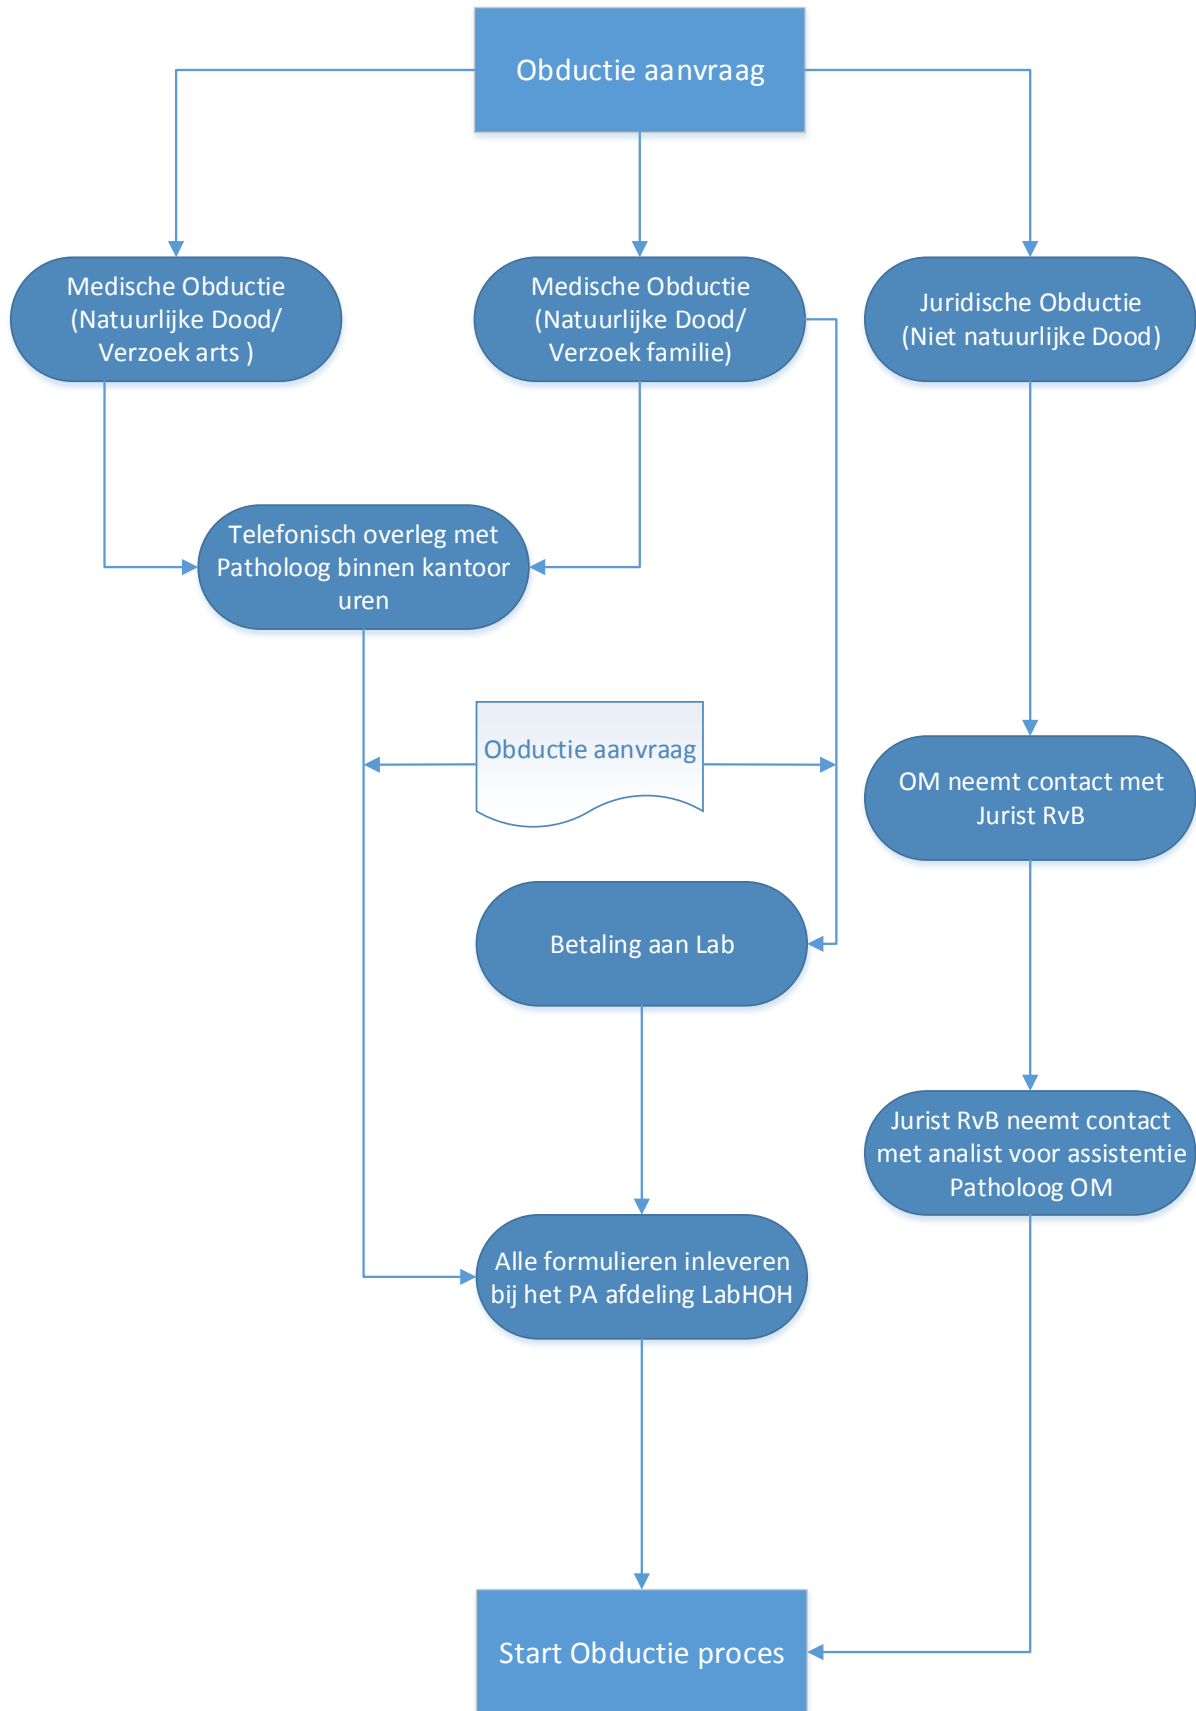 Obductie aanvraag
Medische Obductie
(Natuurlijke Dood/
Verzoek arts )
Medische Obductie
(Natuurlijke Dood/
Verzoek familie)
Juridische Obductie
(Niet natuurlijke Dood)
Telefonisch overleg met
Patholoog binnen kantoor
uren
Obductie aanvraag
OM neemt contact met
Jurist RvB
Betaling aan Lab
Jurist RvB neemt contact
met analist voor assistentie
Patholoog OM
Alle formulieren inleveren
bij het PA afdeling LabHOH
Start Obductie proces